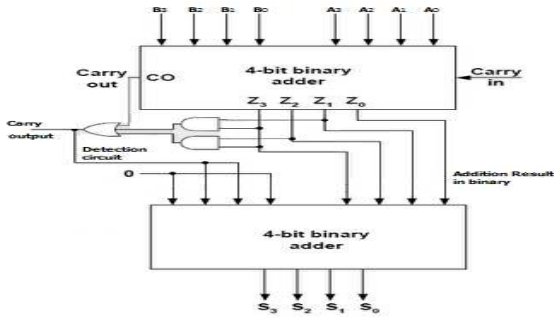 B3 B2 B1 B0 A3 A2 A1 A0
Carry out
CO
4-bit binary adder
Carry in
Z3 Z2 Z1 Z0
Carry output
Detection circuit
0
Addition Result in binary
4-bit binary adder
S3 S2 S1 S0